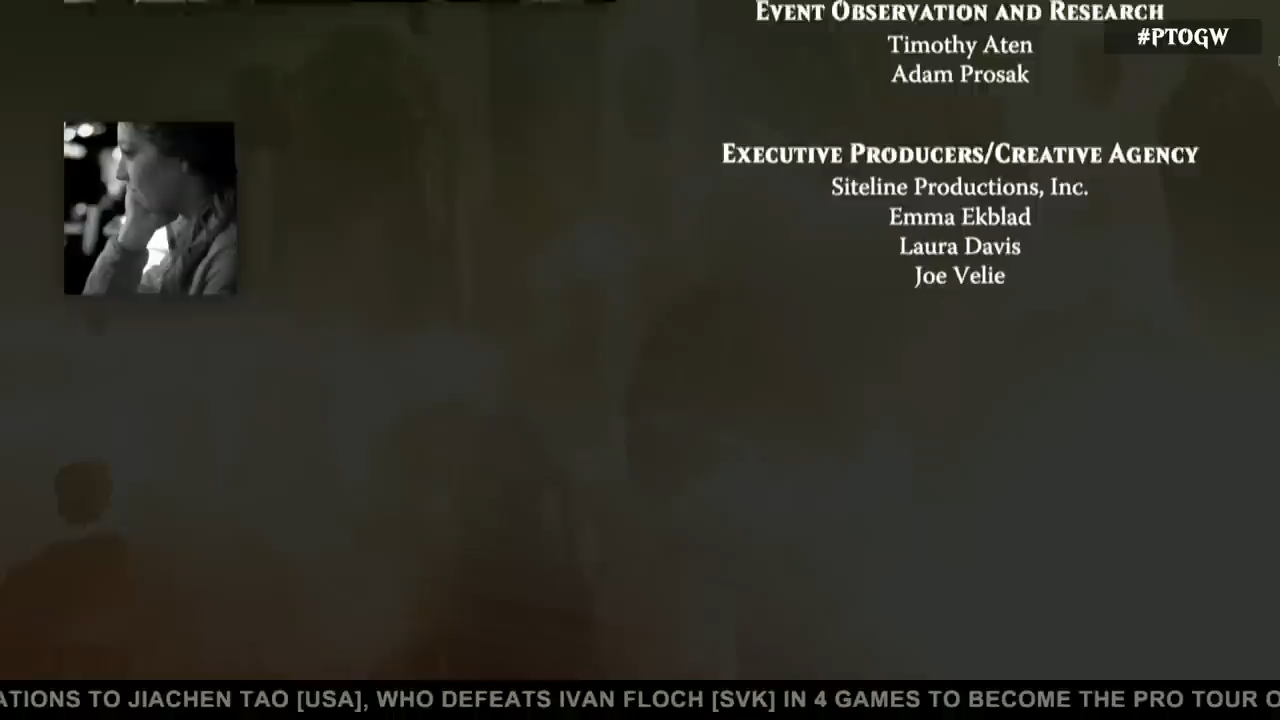 EVENT OBSERVATION AND RESEARCH
#PTOGW
Timothy Aten
Adam Prosak
EXECUTIVE PRODUCERS/CREATIVE AGENCY
Siteline Productions, Inc.
Emma Ekblad
Laura Davis
Joe Velie
ATIONS TO JIACHEN TAO [USA], WHO DEFEATS IVAN FLOCH [SVK] IN 4 GAMES TO BECOME THE PRO TOUR